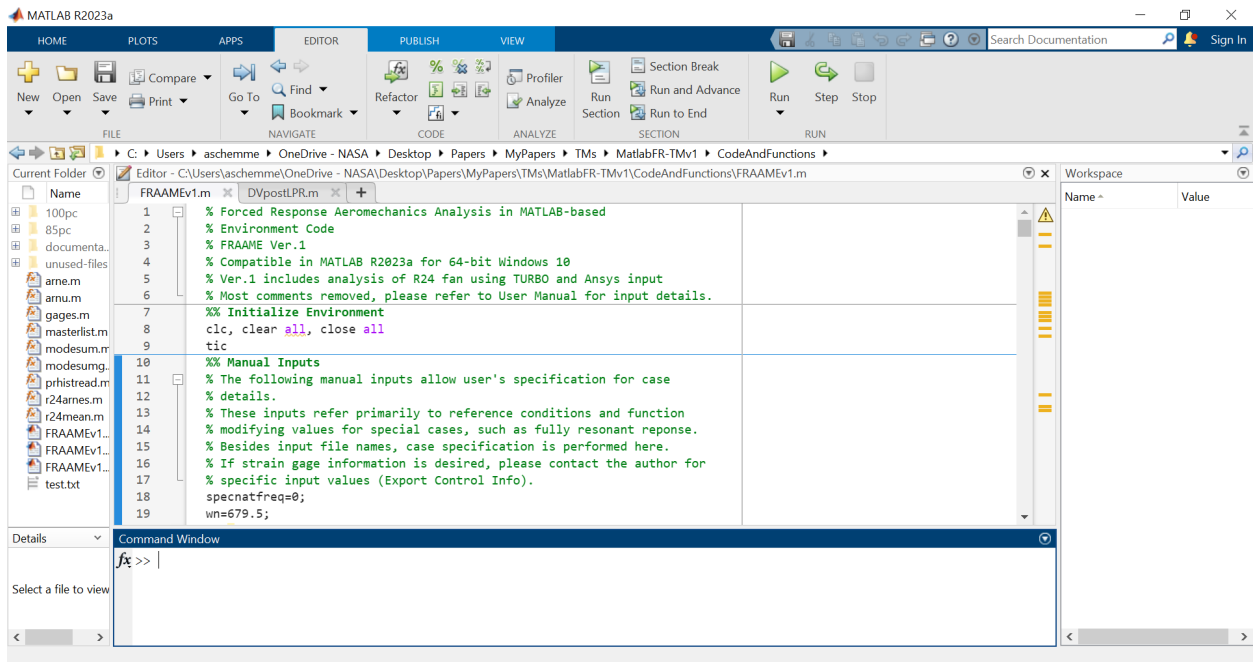 MATLAB R2023a
HOME PLOTS APPS EDITOR PUBLISH VIEW Search Documentation Sign In
New Open Save Compare Print Go To Find Bookmark Refactor Profiler Analyze Run Section Section Break Run and Advance Run to End Run Step Stop
FILE NAVIGATE CODE ANALYZE SECTION RUN
C: Users aschemme OneDrive - NASA Desktop Papers MyPapers TMs MatlabFR-TMv1 CodeAndFunctions
Current Folder
Name
100pc
85pc
documenta..
unused-files
arne.m
arnu.m
gages.m
masterlist.m
modesum.m
modesumg..
prhistread.m
r24arnes.m
r24mean.m
FRAAMEv1..
FRAAMEv1..
FRAAMEv1..
test.txt
Details
Select a file to view
Editor - C:\Users\aschemme\OneDrive - NASA\Desktop\Papers\MyPapers\TMs\MatlabFR-TMv1\CodeAndFunctions\FRAAMEv1.m
FRAAMEv1.m DVpostLPR.m +
1 % Forced Response Aeromechanics Analysis in MATLAB-based
2 % Environment Code
3 % FRAAME Ver.1
4 % Compatible in MATLAB R2023a for 64-bit Windows 10
5 % Ver.1 includes analysis of R24 fan using TURBO and Ansys input
6 % Most comments removed, please refer to User Manual for input details.
7 %% Initialize Environment
8 clc, clear all, close all
9 tic
10 %% Manual Inputs
11 % The following manual inputs allow user's specification for case
12 % details.
13 % These inputs refer primarily to reference conditions and function
14 % modifying values for special cases, such as fully resonant reponse.
15 % Besides input file names, case specification is performed here.
16 % If strain gage information is desired, please contact the author for
17 % specific input values (Export Control Info).
18 specnatfreq=0;
19 wn=679.5;
Command Window
fx >>
Workspace
Name Value